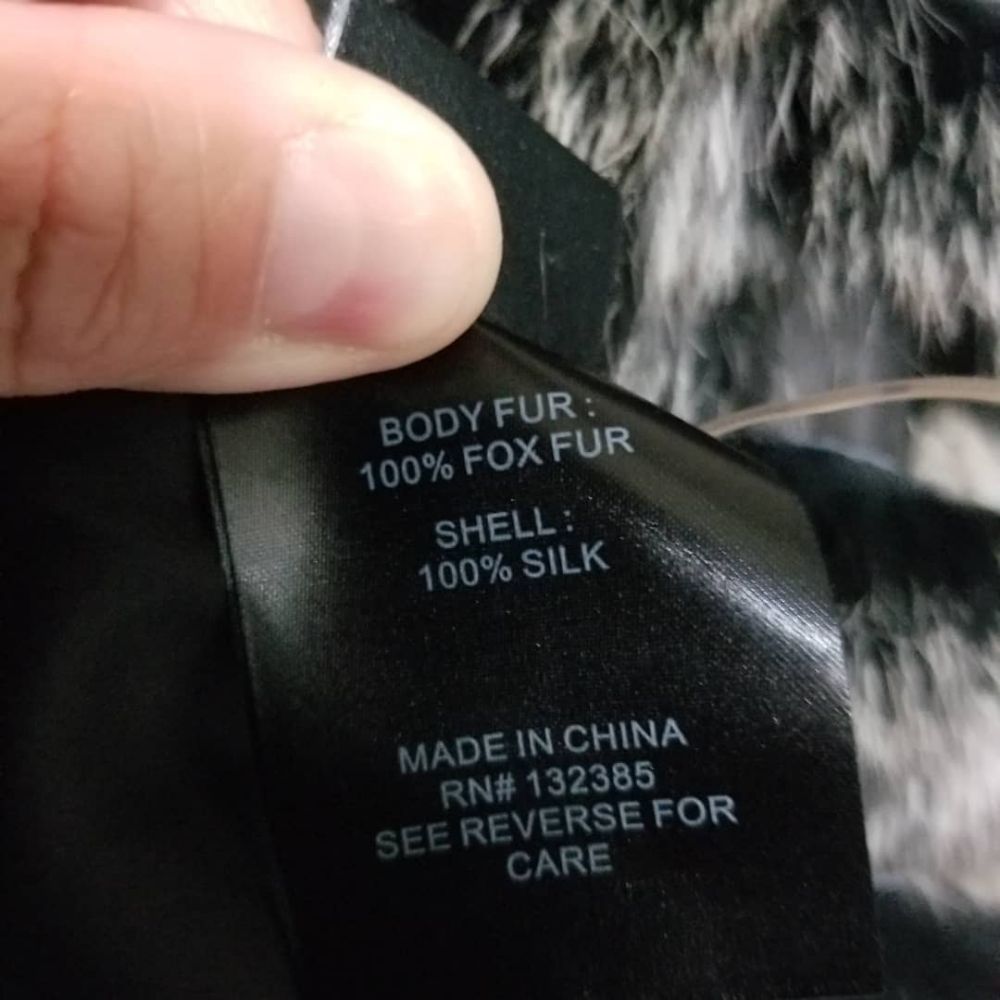 BODY FUR :
100% FOX FUR
SHELL :
100% SILK
MADE IN CHINA
RN# 132385
SEE REVERSE FOR
CARE